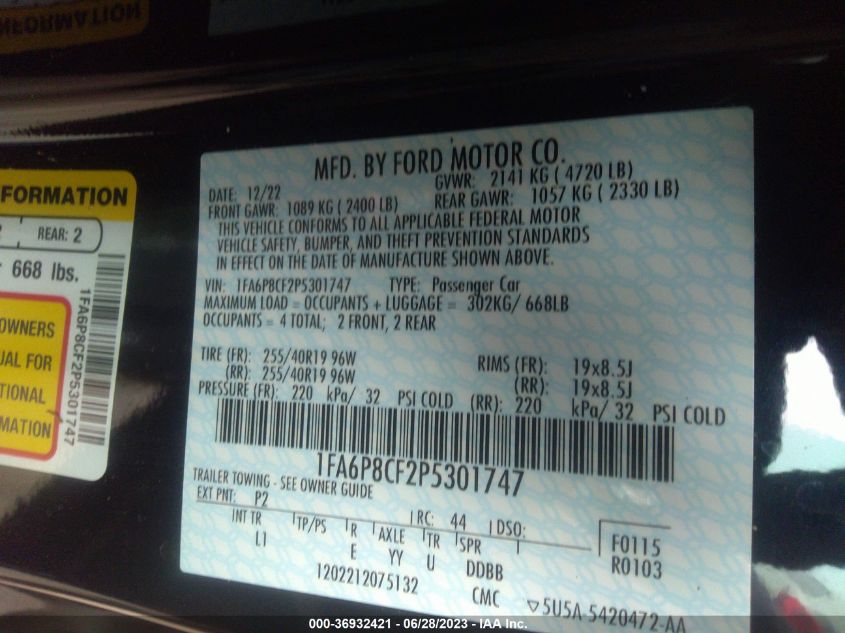 INFORMATION
MFD. BY FORD MOTOR CO.
DATE: 12/22 GVWR: 2141 KG ( 4720 LB)
FRONT GAWR: 1089 KG ( 2400 LB) REAR GAWR: 1057 KG ( 2330 LB)
THIS VEHICLE CONFORMS TO ALL APPLICABLE FEDERAL MOTOR
VEHICLE SAFETY, BUMPER, AND THEFT PREVENTION STANDARDS
IN EFFECT ON THE DATE OF MANUFACTURE SHOWN ABOVE.
VIN: 1FA6P8CF2P5301747 TYPE: Passenger Car
MAXIMUM LOAD = OCCUPANTS + LUGGAGE = 302KG/ 668LB
OCCUPANTS = 4 TOTAL; 2 FRONT, 2 REAR
TIRE (FR): 255/40R19 96W RIMS (FR): 19x8.5J
(RR): 255/40R19 96W (RR): 19x8.5J
PRESSURE (FR): 220 kPa/ 32 PSI COLD (RR): 220 kPa/ 32 PSI COLD
1FA6P8CF2P5301747
TRAILER TOWING - SEE OWNER GUIDE
EXT PNT: P2 RC: 44 DSO:
INT TR TP/PS R AXLE TR SPR
L1 E YY U DDBB
F0115
R0103
1202212075132 CMC ▽5U5A-5420472-AA
FORMATION
REAR: 2
668 lbs.
1FA6P8CF2P5301747
OWNERS
UAL FOR
TIONAL
MATION
000-36932421 - 06/28/2023 - IAA Inc.